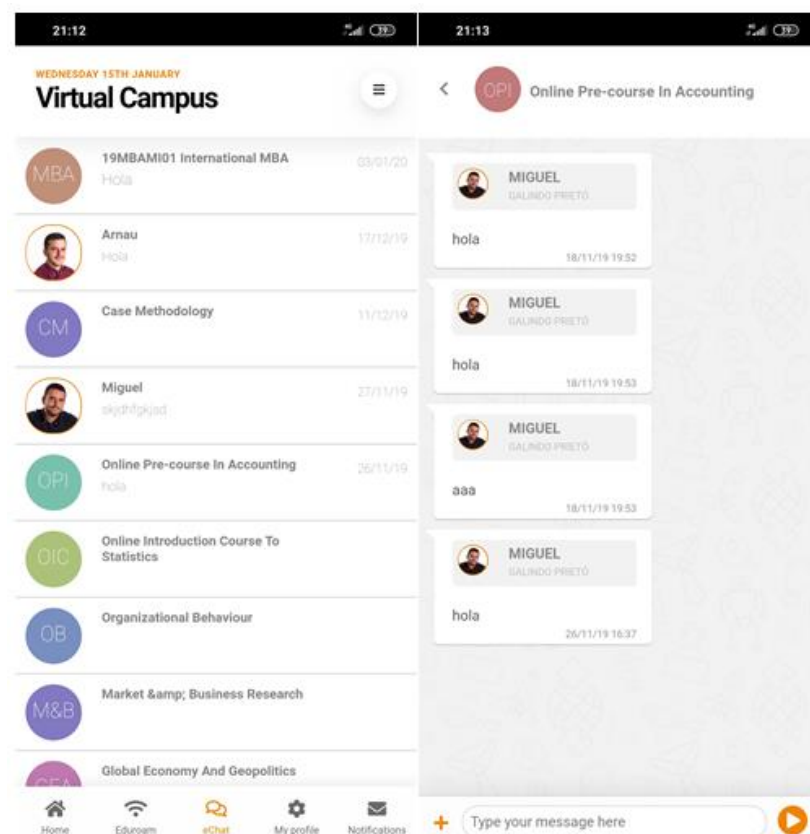 21:12
4G
39
WEDNESDAY 15TH JANUARY
Virtual Campus
MBA
19MBAMI01 International MBA
03/01/20
Hola
Arnau
17/12/19
Hola
CM
Case Methodology
11/12/19
Miguel
27/11/19
skjdhfgkjsd
OPI
Online Pre-course In Accounting
26/11/19
hola
OIC
Online Introduction Course To
Statistics
OB
Organizational Behaviour
M&B
Market &amp; Business Research
Global Economy And Geopolitics
Home
Eduroam
eChat
My profile
Notifications
21:13
4G
39
OPI
Online Pre-course In Accounting
MIGUEL
GALINDO PRIETO
hola
18/11/19 19:52
MIGUEL
GALINDO PRIETO
hola
18/11/19 19:53
MIGUEL
GALINDO PRIETO
aaa
18/11/19 19:53
MIGUEL
GALINDO PRIETO
hola
26/11/19 16:37
Type your message here